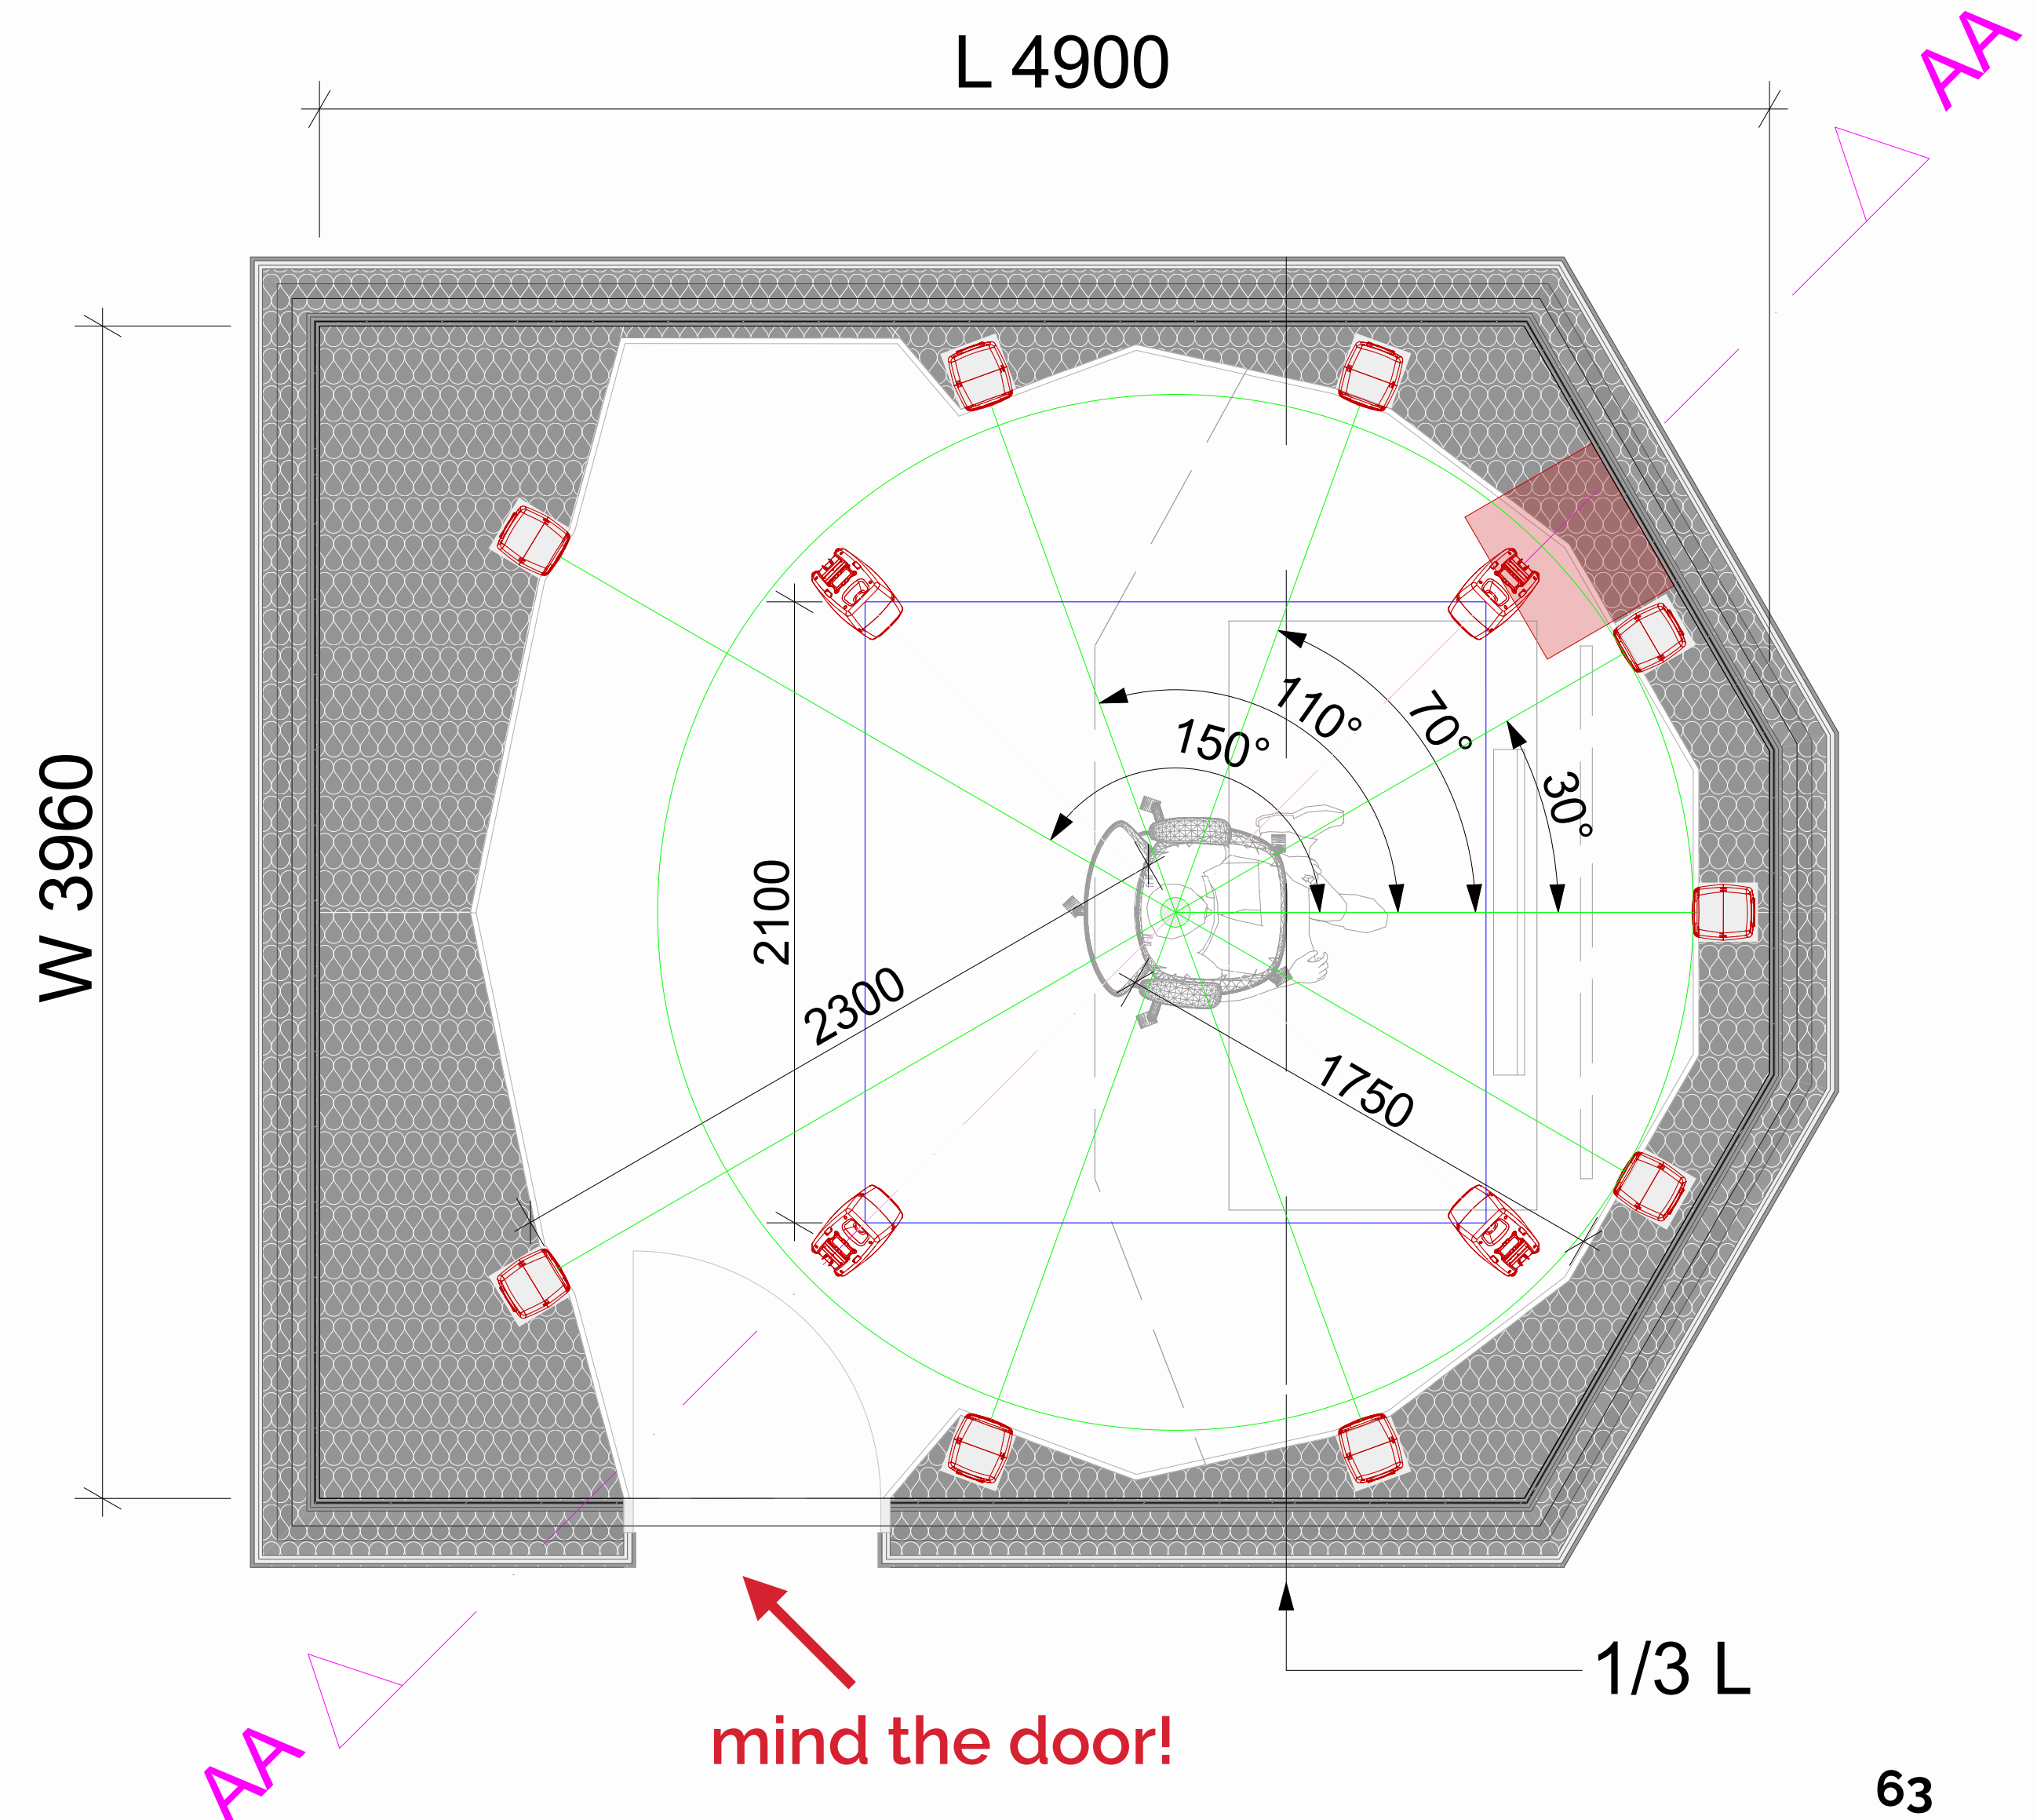 L 4900
AA
W 3960
110°
70°
150°
30°
2100
2300
1750
1/3 L
mind the door!
AA
63